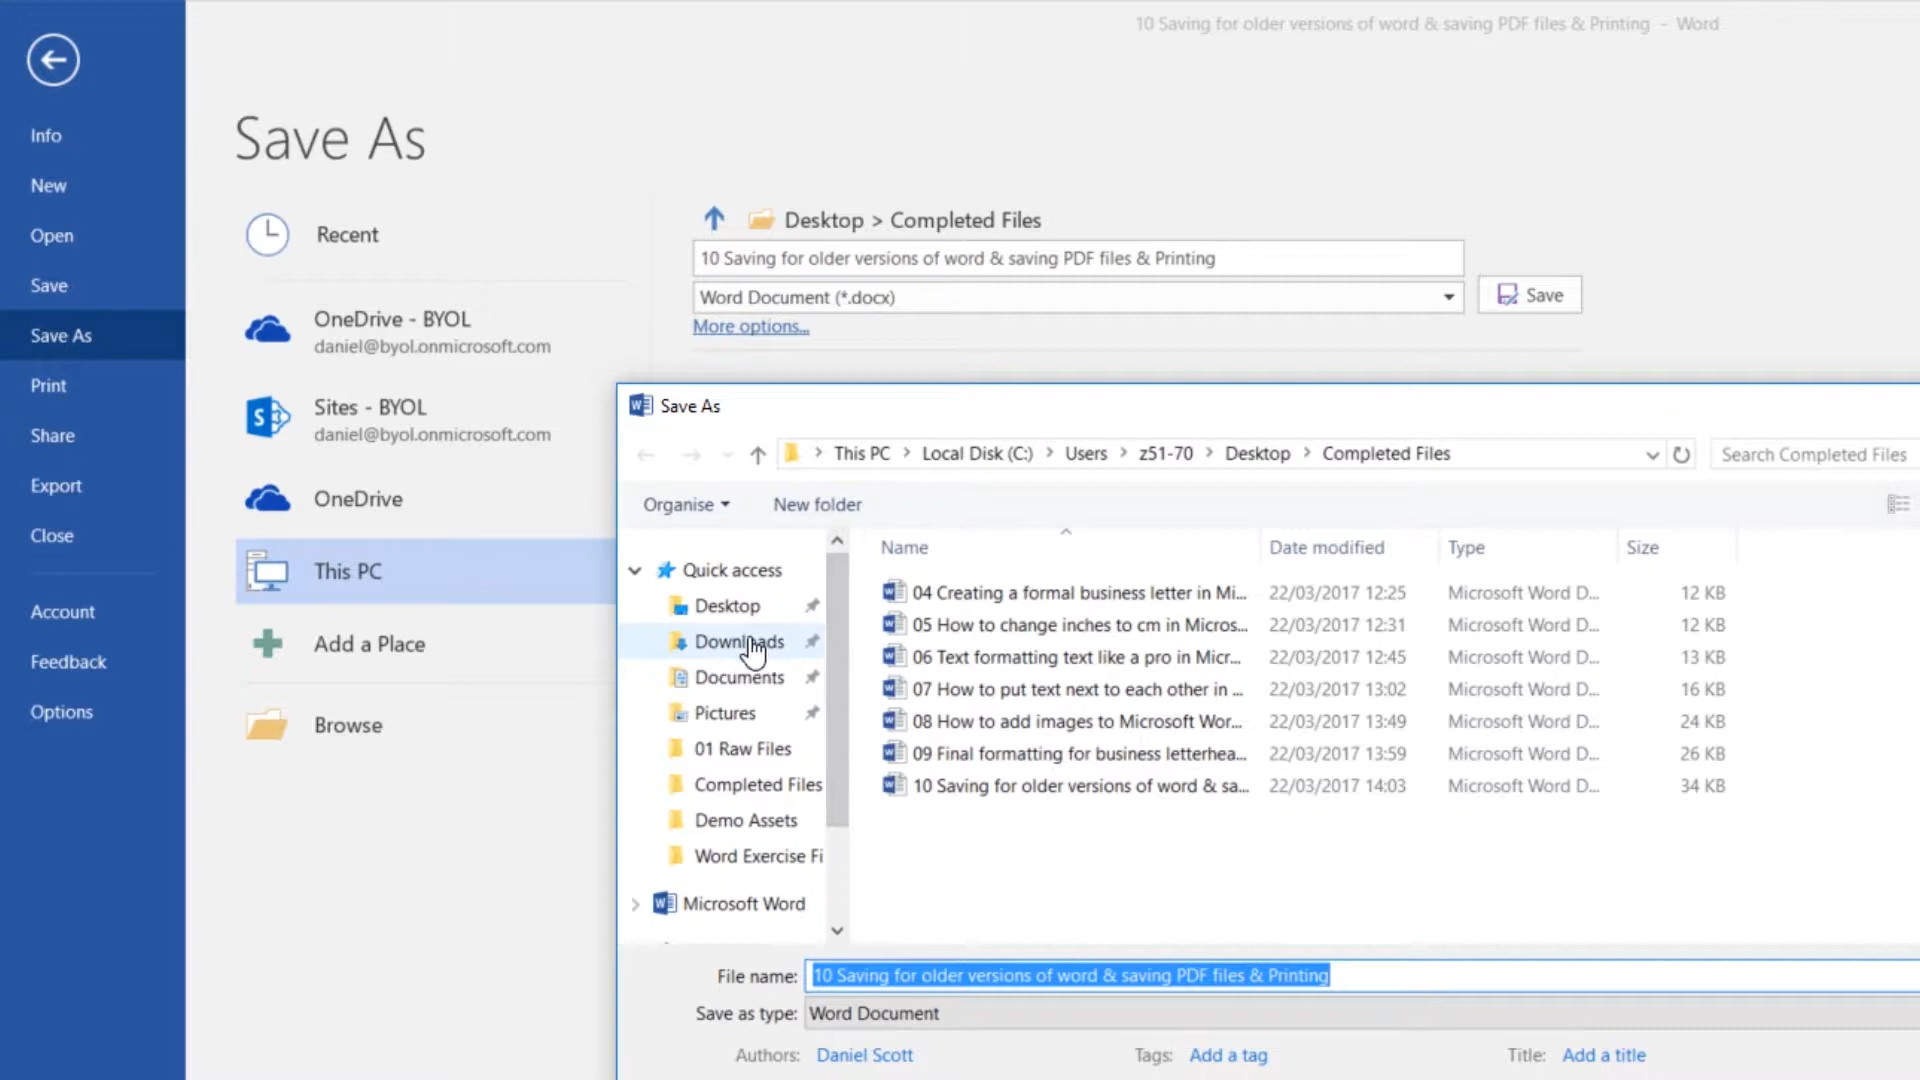 10 Saving for older versions of word & saving PDF files & Printing - Word
Info
New
Open
Save
Save As
Print
Share
Export
Close
Account
Feedback
Options
Save As
Recent
OneDrive - BYOL
daniel@byol.onmicrosoft.com
Sites - BYOL
daniel@byol.onmicrosoft.com
OneDrive
This PC
Add a Place
Browse
Desktop > Completed Files
10 Saving for older versions of word & saving PDF files & Printing
Word Document (*.docx)
Save
More options...
Save As
This PC > Local Disk (C:) > Users > z51-70 > Desktop > Completed Files
Search Completed Files
Organise
New folder
Quick access
Desktop
Downloads
Documents
Pictures
01 Raw Files
Completed Files
Demo Assets
Word Exercise Fi
Microsoft Word
Name Date modified Type Size
04 Creating a formal business letter in Mi... 22/03/2017 12:25 Microsoft Word D... 12 KB
05 How to change inches to cm in Micros... 22/03/2017 12:31 Microsoft Word D... 12 KB
06 Text formatting text like a pro in Micr... 22/03/2017 12:45 Microsoft Word D... 13 KB
07 How to put text next to each other in ... 22/03/2017 13:02 Microsoft Word D... 16 KB
08 How to add images to Microsoft Wor... 22/03/2017 13:49 Microsoft Word D... 24 KB
09 Final formatting for business letterhea... 22/03/2017 13:59 Microsoft Word D... 26 KB
10 Saving for older versions of word & sa... 22/03/2017 14:03 Microsoft Word D... 34 KB
File name: 10 Saving for older versions of word & saving PDF files & Printing
Save as type: Word Document
Authors: Daniel Scott Tags: Add a tag Title: Add a title